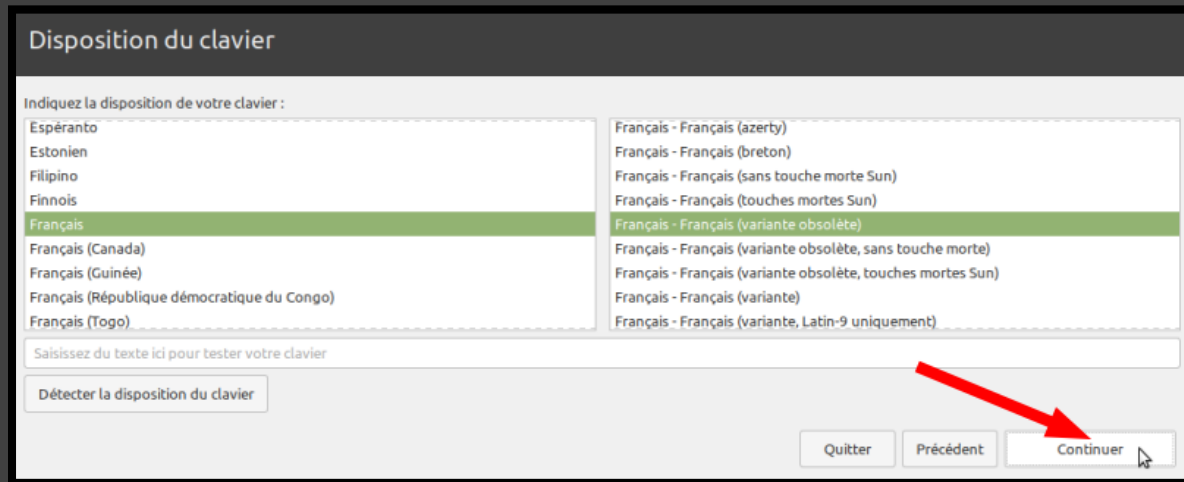 Disposition du clavier
Indiquez la disposition de votre clavier :
Espéranto
Estonien
Filipino
Finnois
Français
Français (Canada)
Français (Guinée)
Français (République démocratique du Congo)
Français (Togo)
Français - Français (azerty)
Français - Français (breton)
Français - Français (sans touche morte Sun)
Français - Français (touches mortes Sun)
Français - Français (variante obsolète)
Français - Français (variante obsolète, sans touche morte)
Français - Français (variante obsolète, touches mortes Sun)
Français - Français (variante)
Français - Français (variante, Latin-9 uniquement)
Saisissez du texte ici pour tester votre clavier
Détecter la disposition du clavier
Quitter
Précédent
Continuer